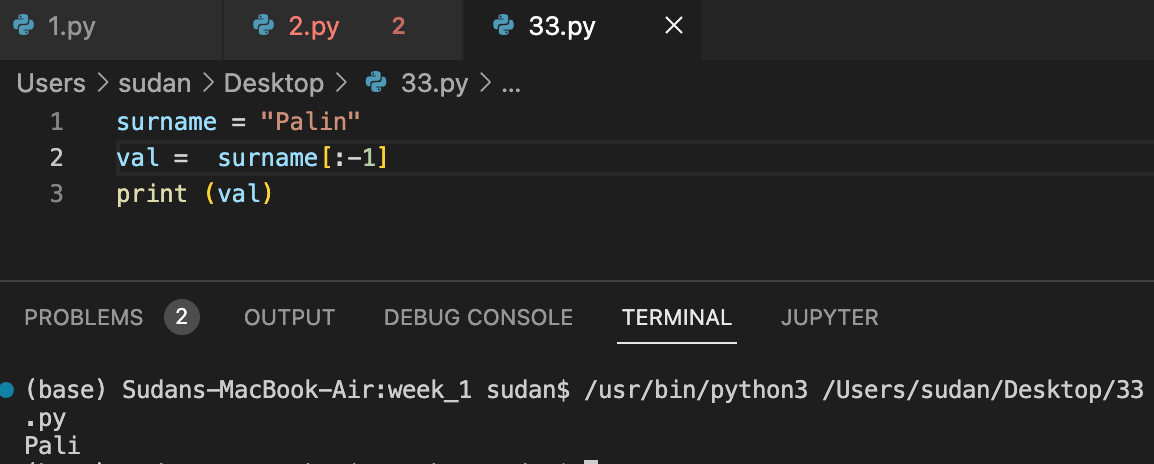 1.py 2.py 2 33.py
Users > sudan > Desktop > 33.py > ...
1 surname = "Palin"
2 val =  surname[:-1]
3 print (val)
PROBLEMS 2 OUTPUT DEBUG CONSOLE TERMINAL JUPYTER
(base) Sudans-MacBook-Air:week_1 sudan$ /usr/bin/python3 /Users/sudan/Desktop/33
.py
Pali